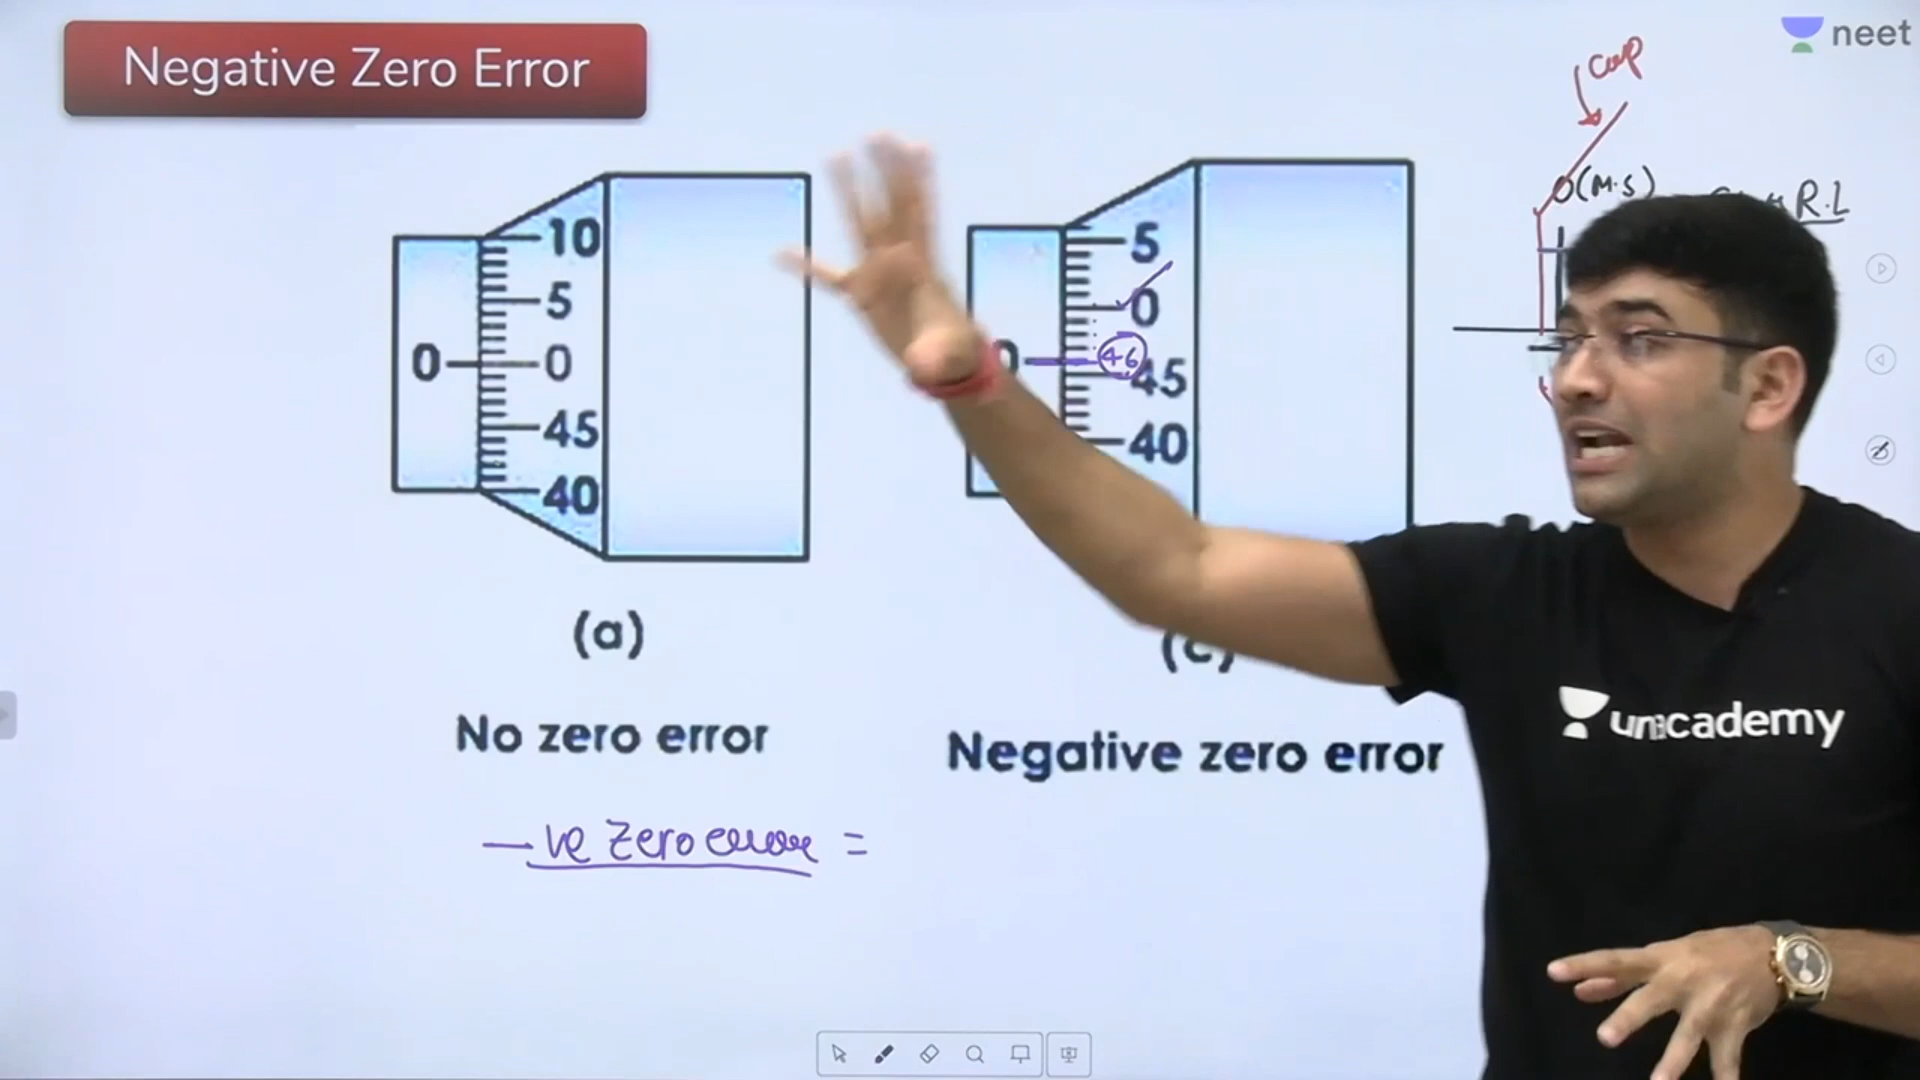 Negative Zero Error
neet
cap
0(M.S)
R.L
10
5
0
0
45
40
5
0
0
46
45
40
(a)
(c)
No zero error
Negative zero error
unacademy
-ve Zero error =